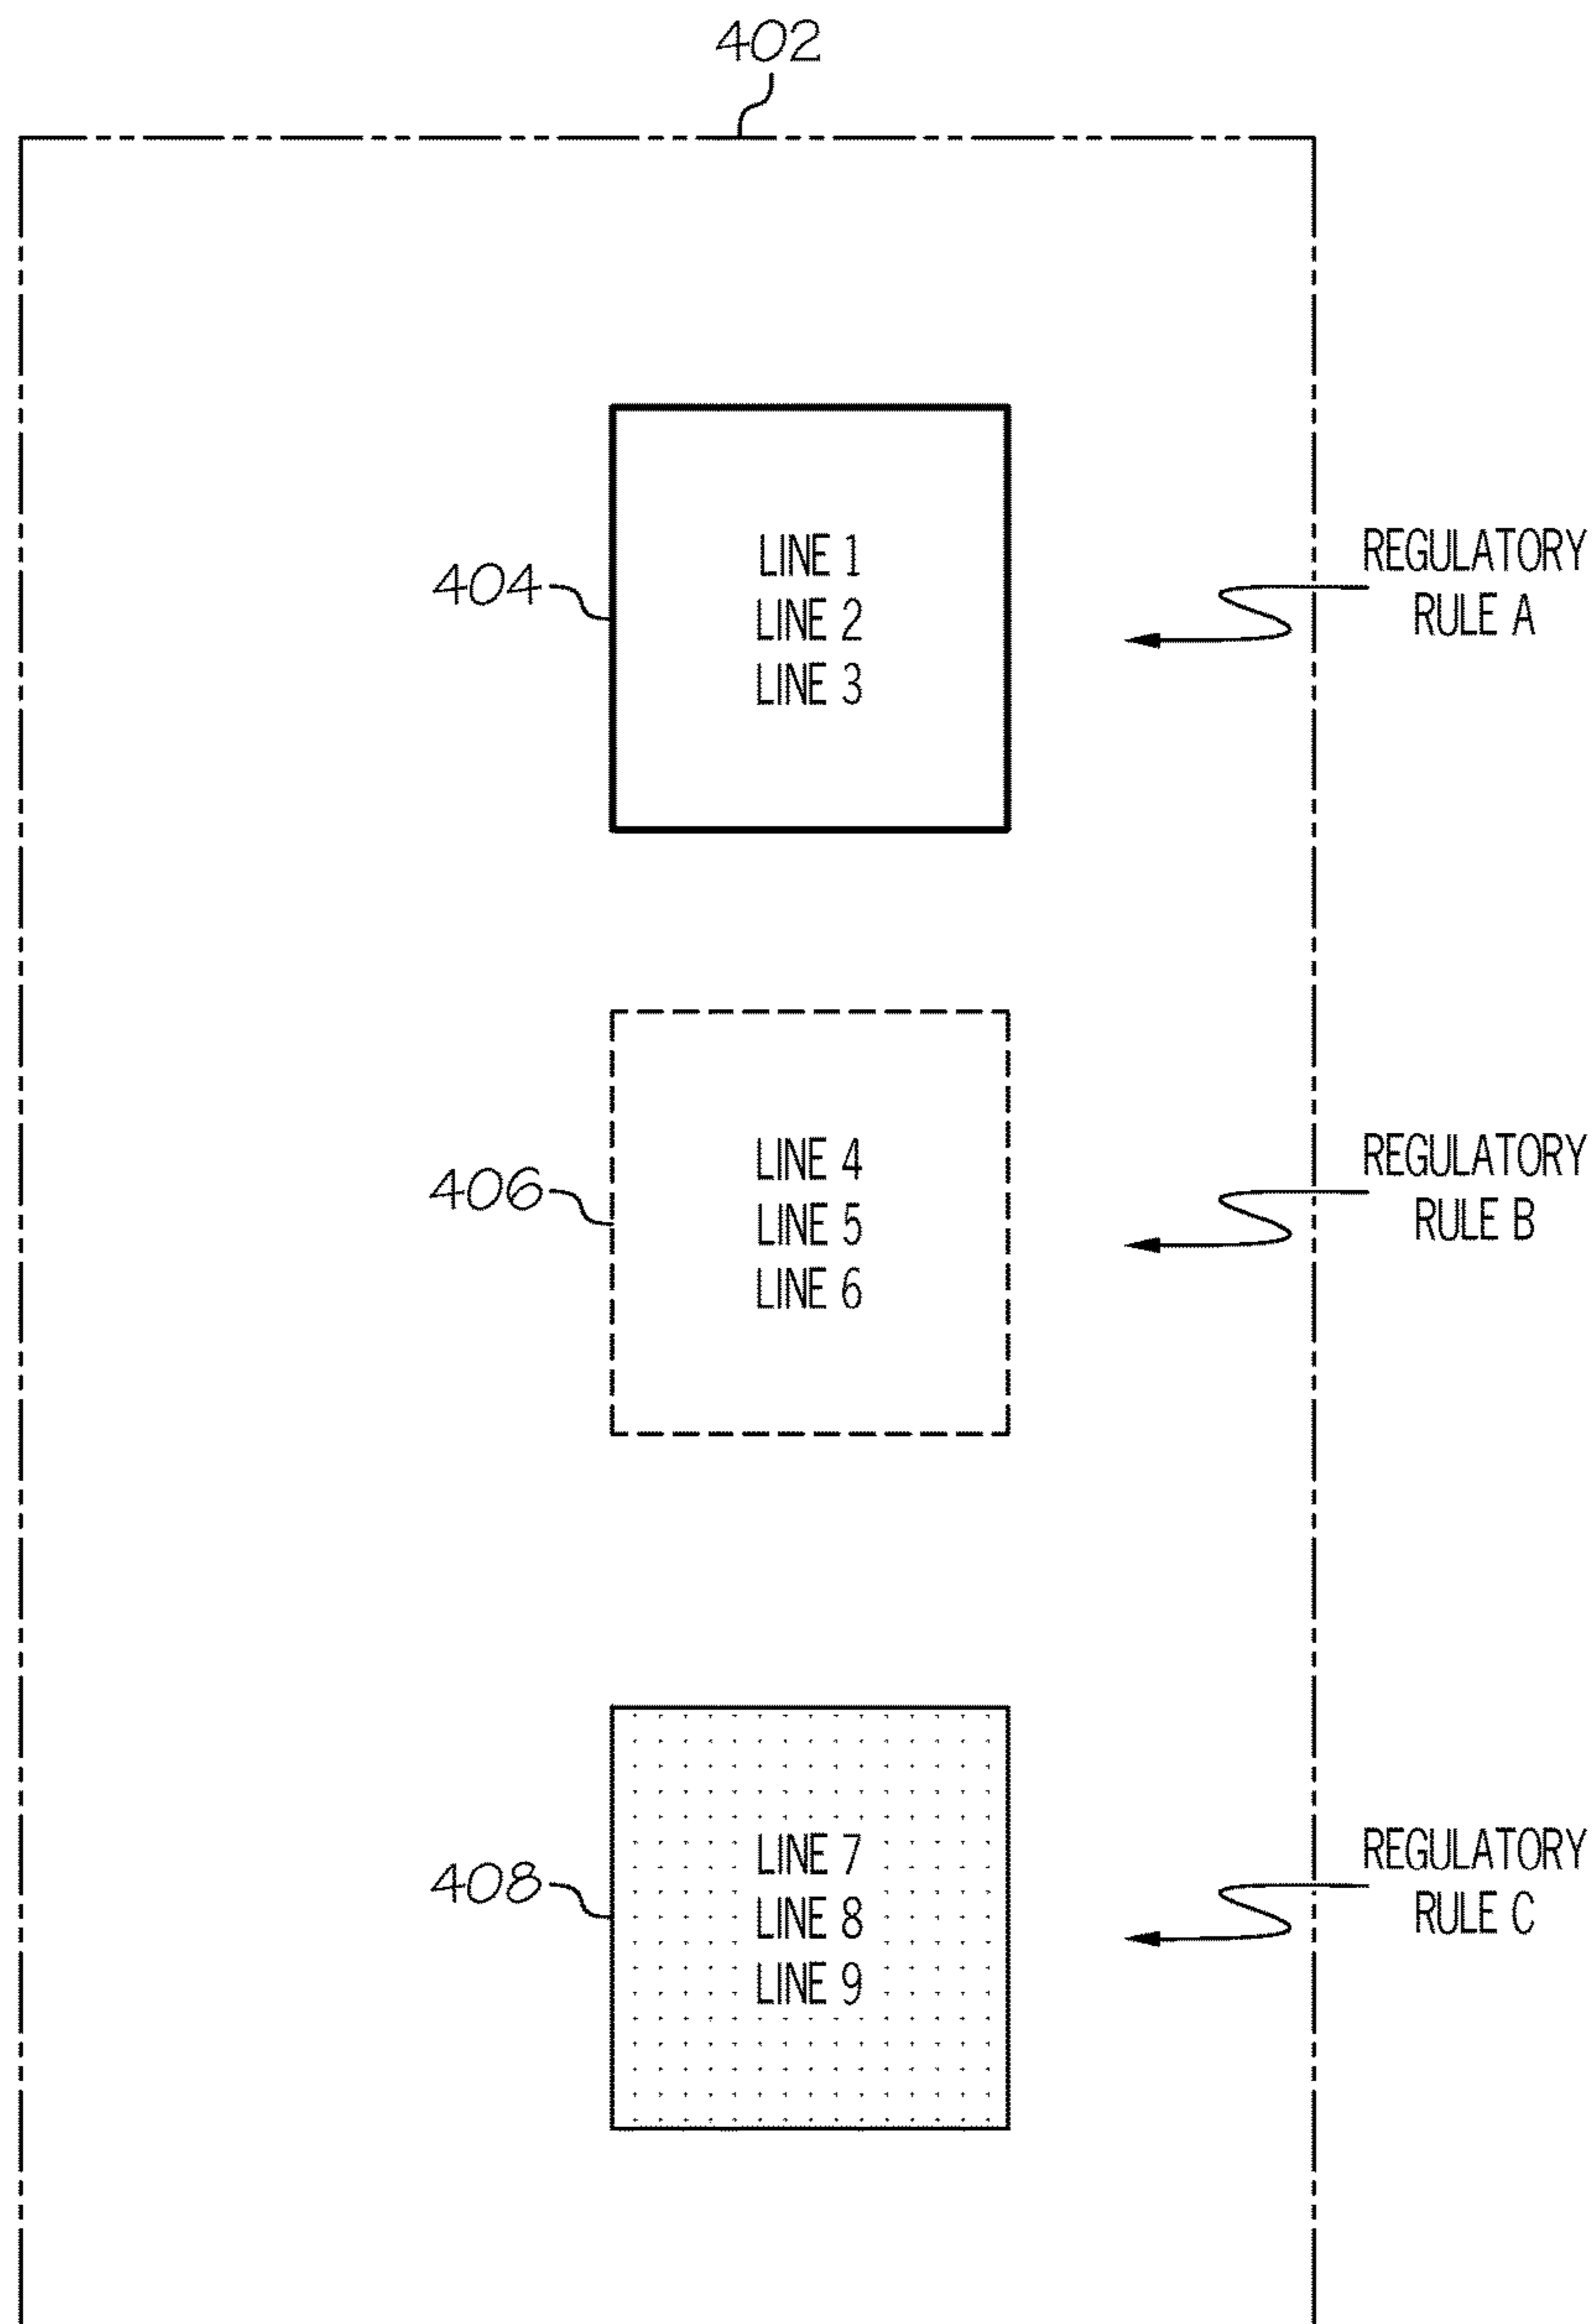 402
404
LINE 1
LINE 2
LINE 3
REGULATORY
RULE A
406
LINE 4
LINE 5
LINE 6
REGULATORY
RULE B
408
LINE 7
LINE 8
LINE 9
REGULATORY
RULE C